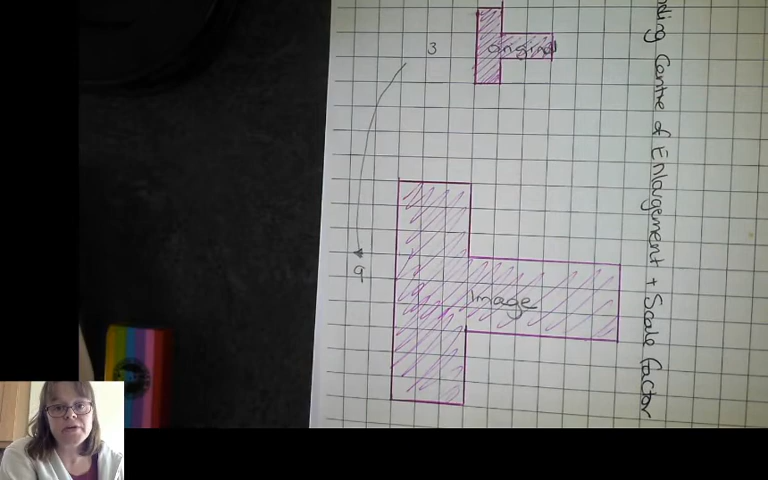 nding Centre of Enlargement + Scale factor
original
3
9
Image